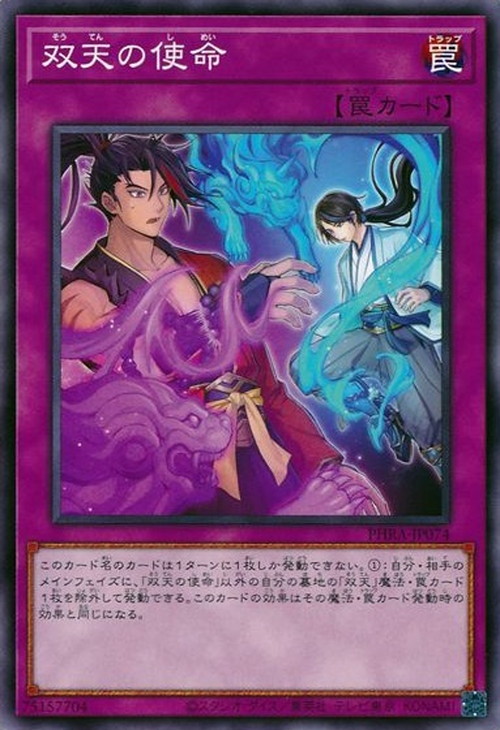 双天の使命
罠
【罠カード】
PHRA-JP074
このカード名のカードは1ターンに1枚しか発動できない。①:自分・相手の
メインフェイズに、「双天の使命」以外の自分の墓地の「双天」魔法・罠カード
1枚を除外して発動できる。このカードの効果はその魔法・罠カード発動時の
効果と同じになる。
75157704
©スタジオ・ダイス/集英社 テレビ東京 KONAMI